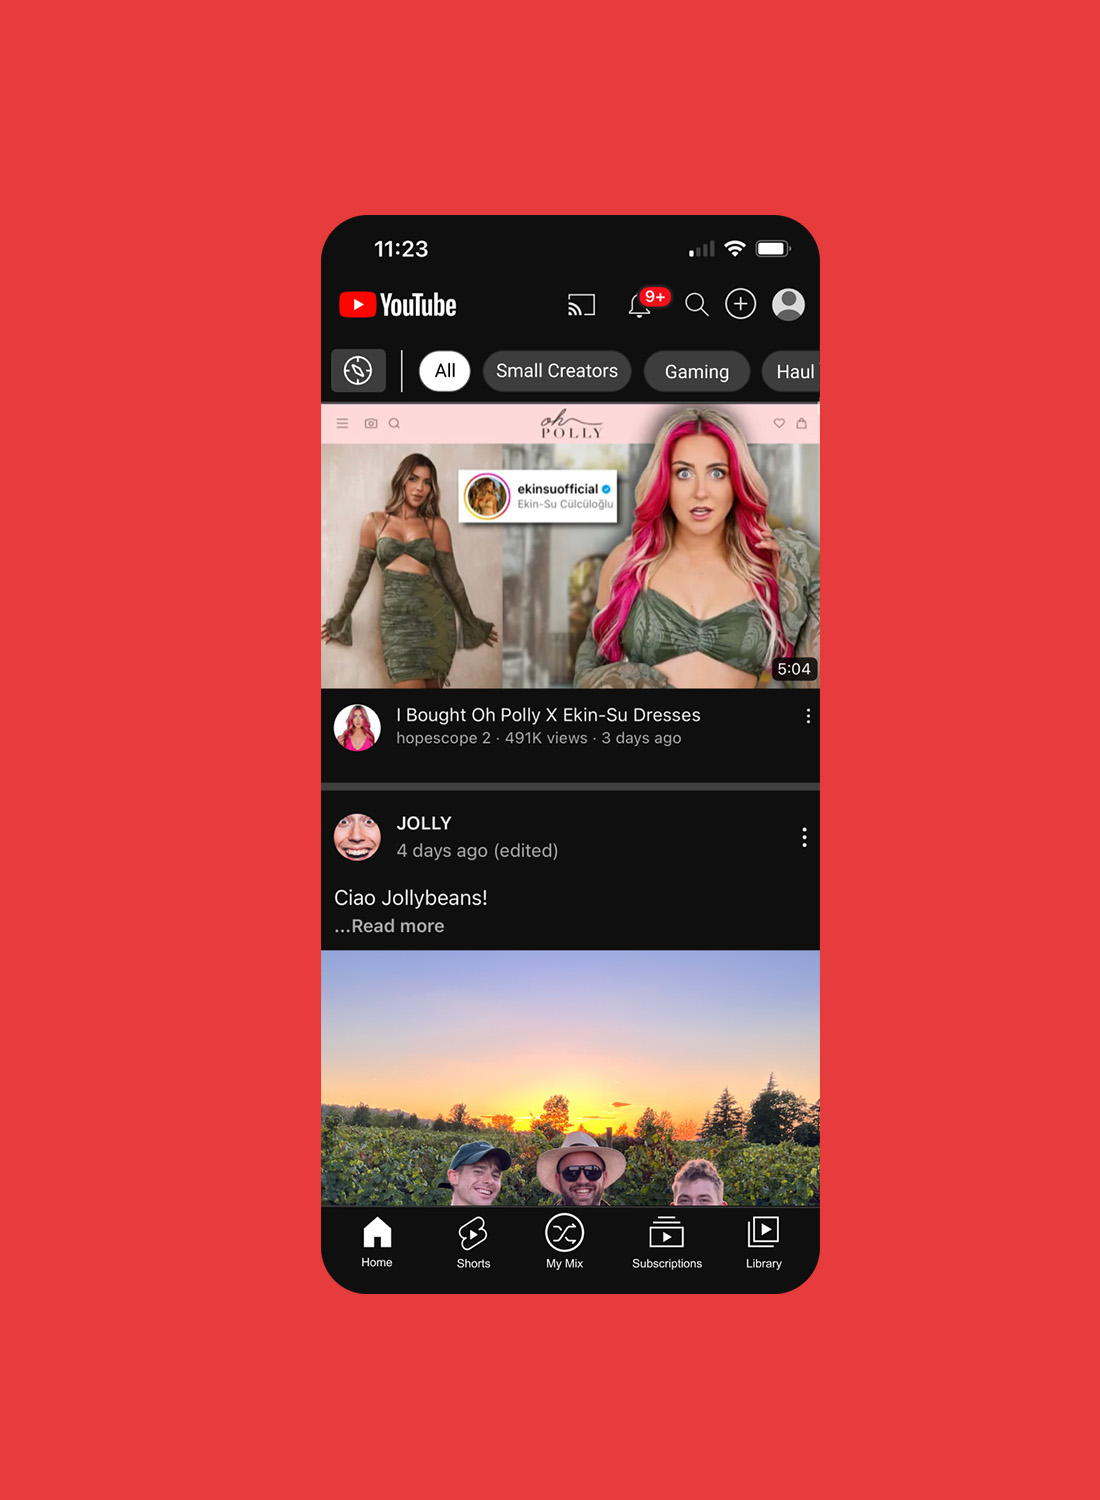 11:23
YouTube
9+
All
Small Creators
Gaming
Haul
oh
POLLY
ekinsuofficial
Ekin-Su Cülcüloğlu
5:04
I Bought Oh Polly X Ekin-Su Dresses
hopescope 2 · 491K views · 3 days ago
JOLLY
4 days ago (edited)
Ciao Jollybeans!
...Read more
Home
Shorts
My Mix
Subscriptions
Library